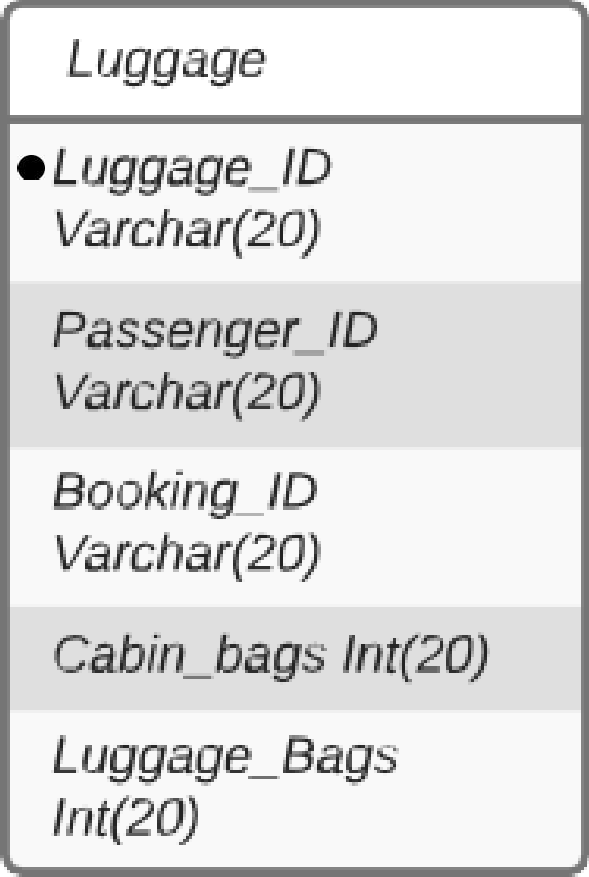 Luggage
Luggage_ID
Varchar(20)
Passenger_ID
Varchar(20)
Booking_ID
Varchar(20)
Cabin_bags Int(20)
Luggage_Bags
Int(20)